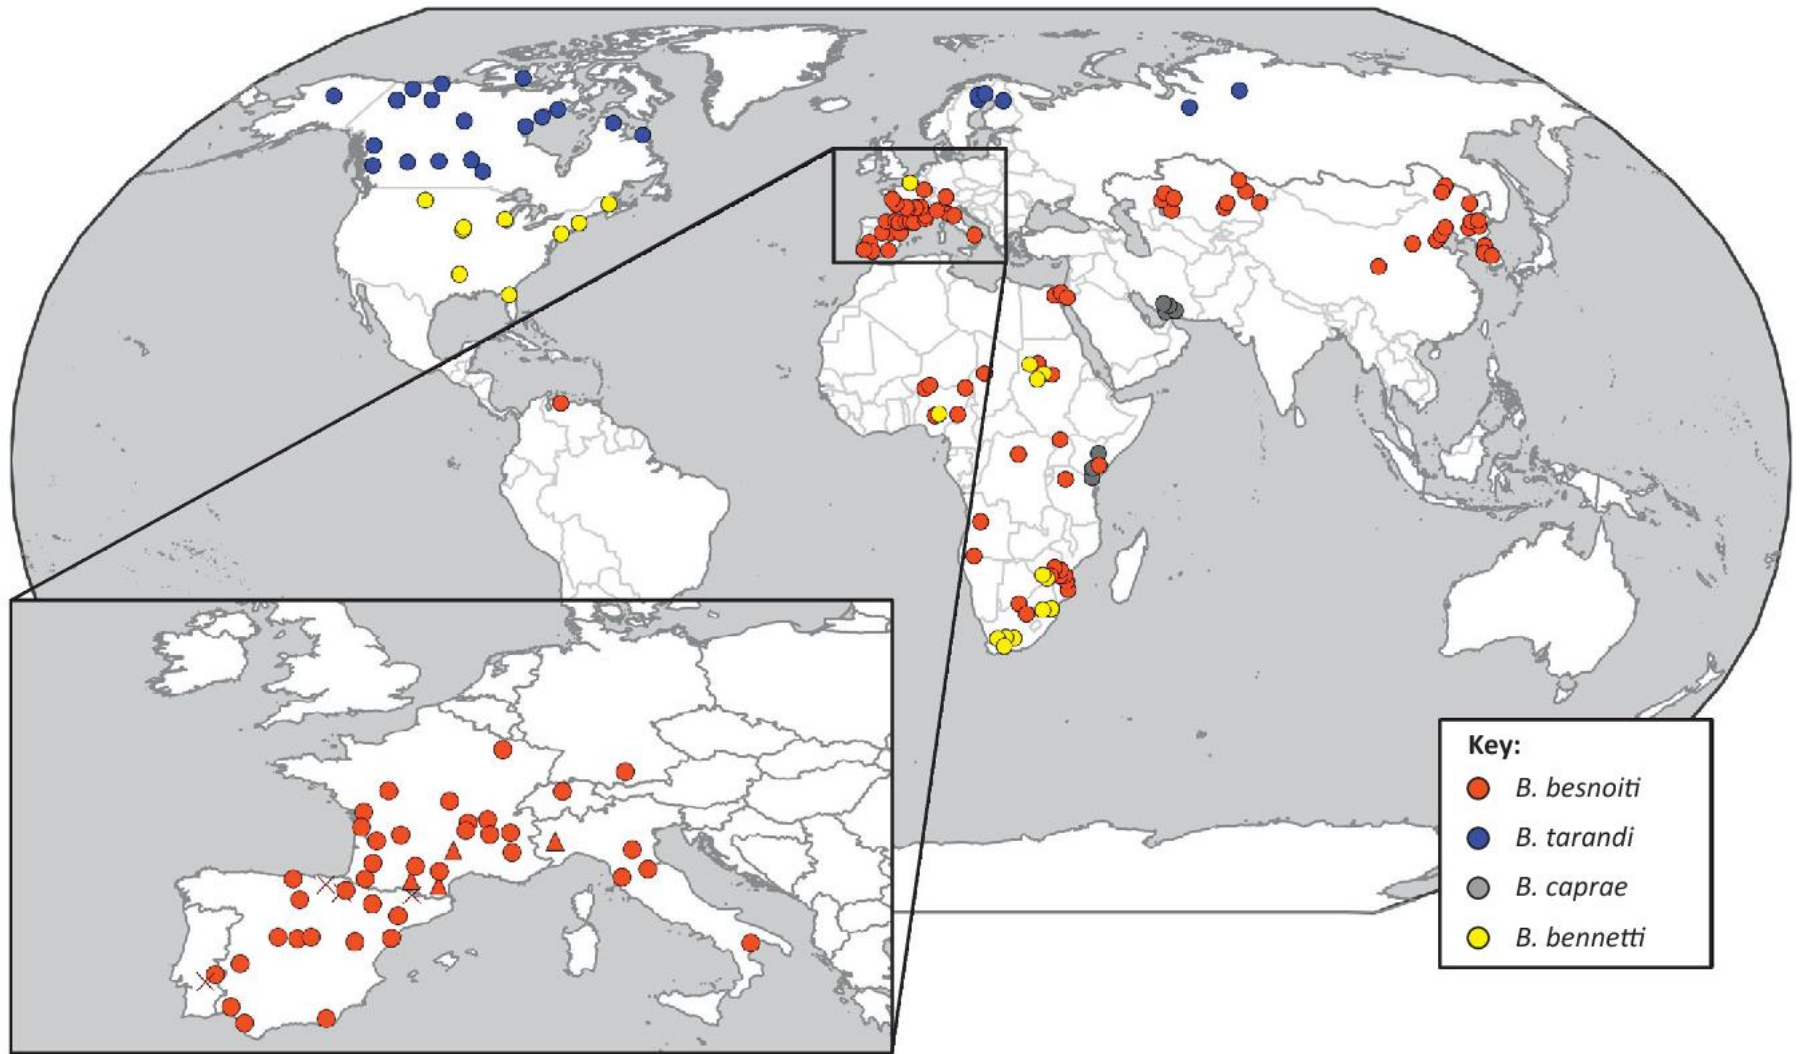 Key:
B. besnoiti
B. tarandi
B. caprae
B. bennetti